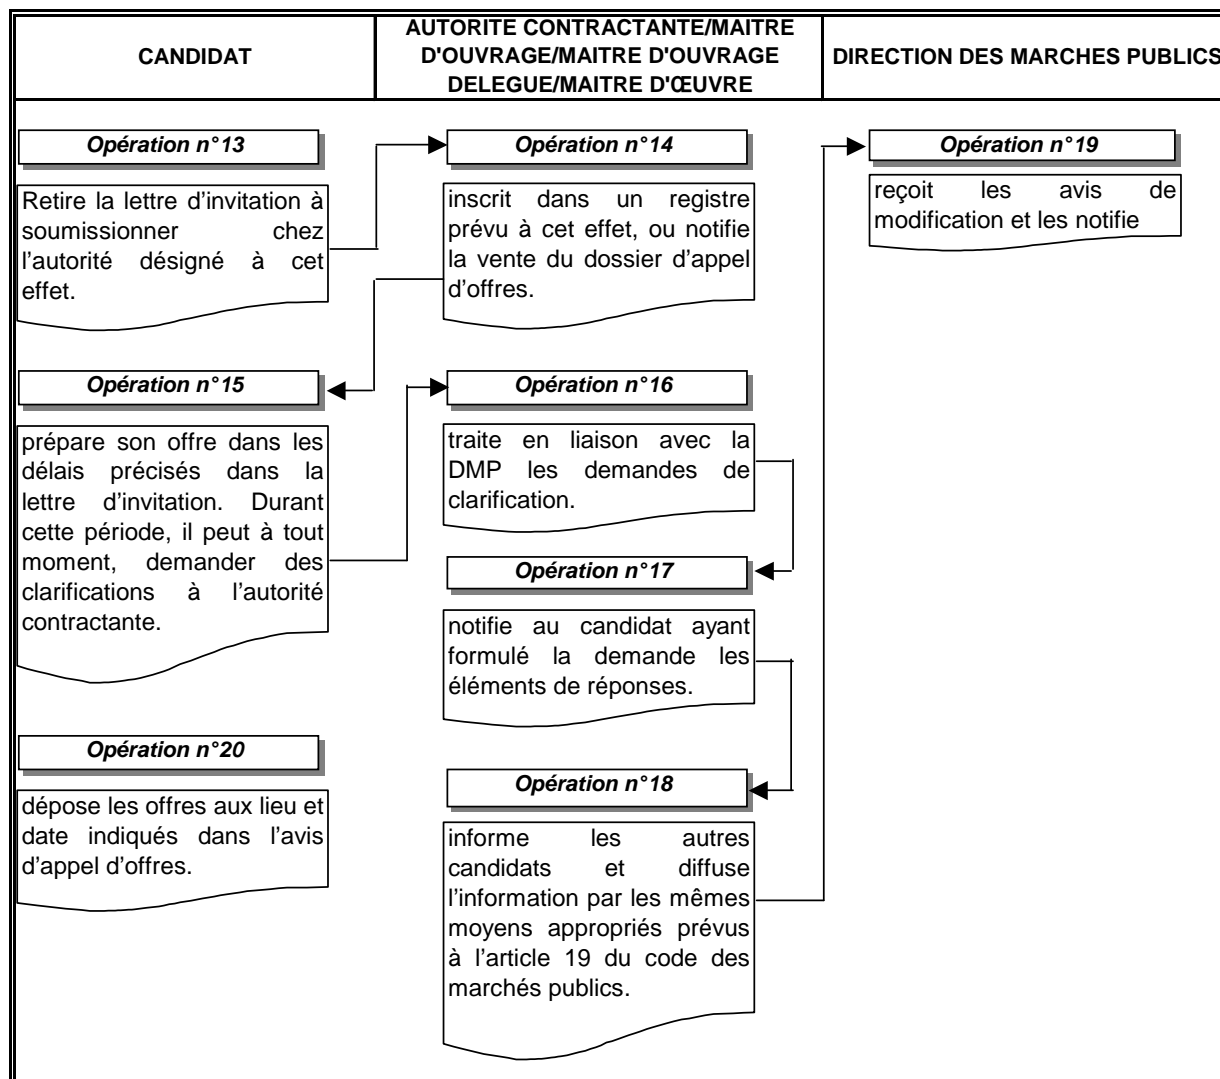 CANDIDAT
AUTORITE CONTRACTANTE/MAITRE
D'OUVRAGE/MAITRE D'OUVRAGE
DELEGUE/MAITRE D'ŒUVRE
DIRECTION DES MARCHES PUBLICS
Opération n°13
Retire la lettre d’invitation à
soumissionner chez
l’autorité désigné à cet
effet.
Opération n°14
inscrit dans un registre
prévu à cet effet, ou notifie
la vente du dossier d’appel
d’offres.
Opération n°19
reçoit les avis de
modification et les notifie
Opération n°15
prépare son offre dans les
délais précisés dans la
lettre d’invitation. Durant
cette période, il peut à tout
moment, demander des
clarifications à l’autorité
contractante.
Opération n°16
traite en liaison avec la
DMP les demandes de
clarification.
Opération n°17
notifie au candidat ayant
formulé la demande les
éléments de réponses.
Opération n°20
dépose les offres aux lieu et
date indiqués dans l’avis
d’appel d’offres.
Opération n°18
informe les autres
candidats et diffuse
l’information par les mêmes
moyens appropriés prévus
à l’article 19 du code des
marchés publics.